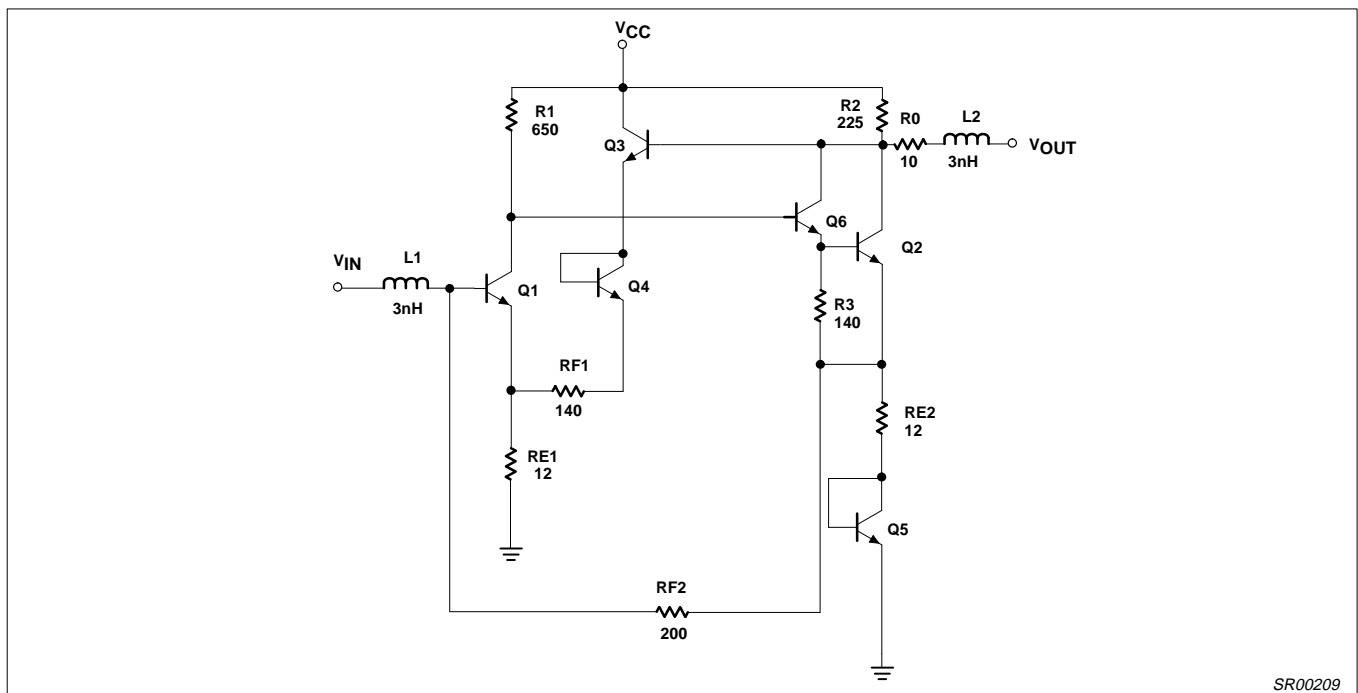 VCC
R1
650
R2
225
R0
10
L2
3nH
VOUT
Q3
Q6
Q2
VIN
L1
3nH
Q1
Q4
R3
140
RF1
140
RE1
12
RE2
12
Q5
RF2
200
SR00209